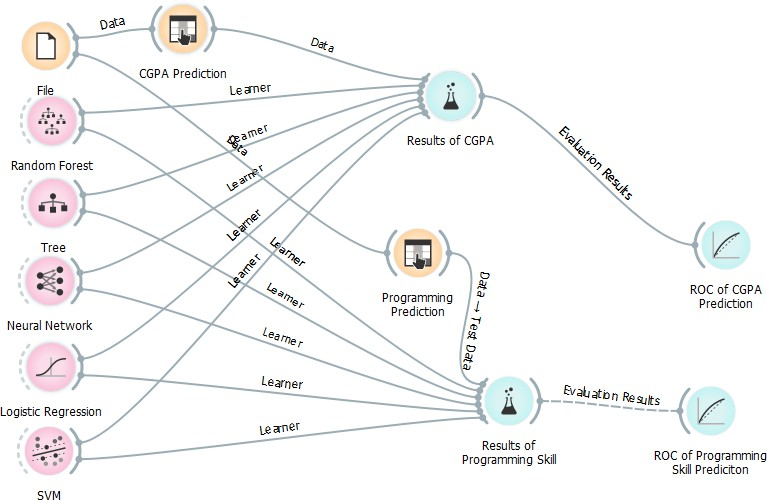 Data
CGPA Prediction
Data
File
Learner
Random Forest
Results of CGPA
Learner
Data
Evaluation Results
Learner
Tree
Learner
Learner
Programming
Prediction
ROC of CGPA
Prediction
Learner
Learner
Data → Test Data
Neural Network
Learner
Logistic Regression
Learner
Evaluation Results
Learner
SVM
Results of
Programming Skill
ROC of Programming
Skill Prediciton